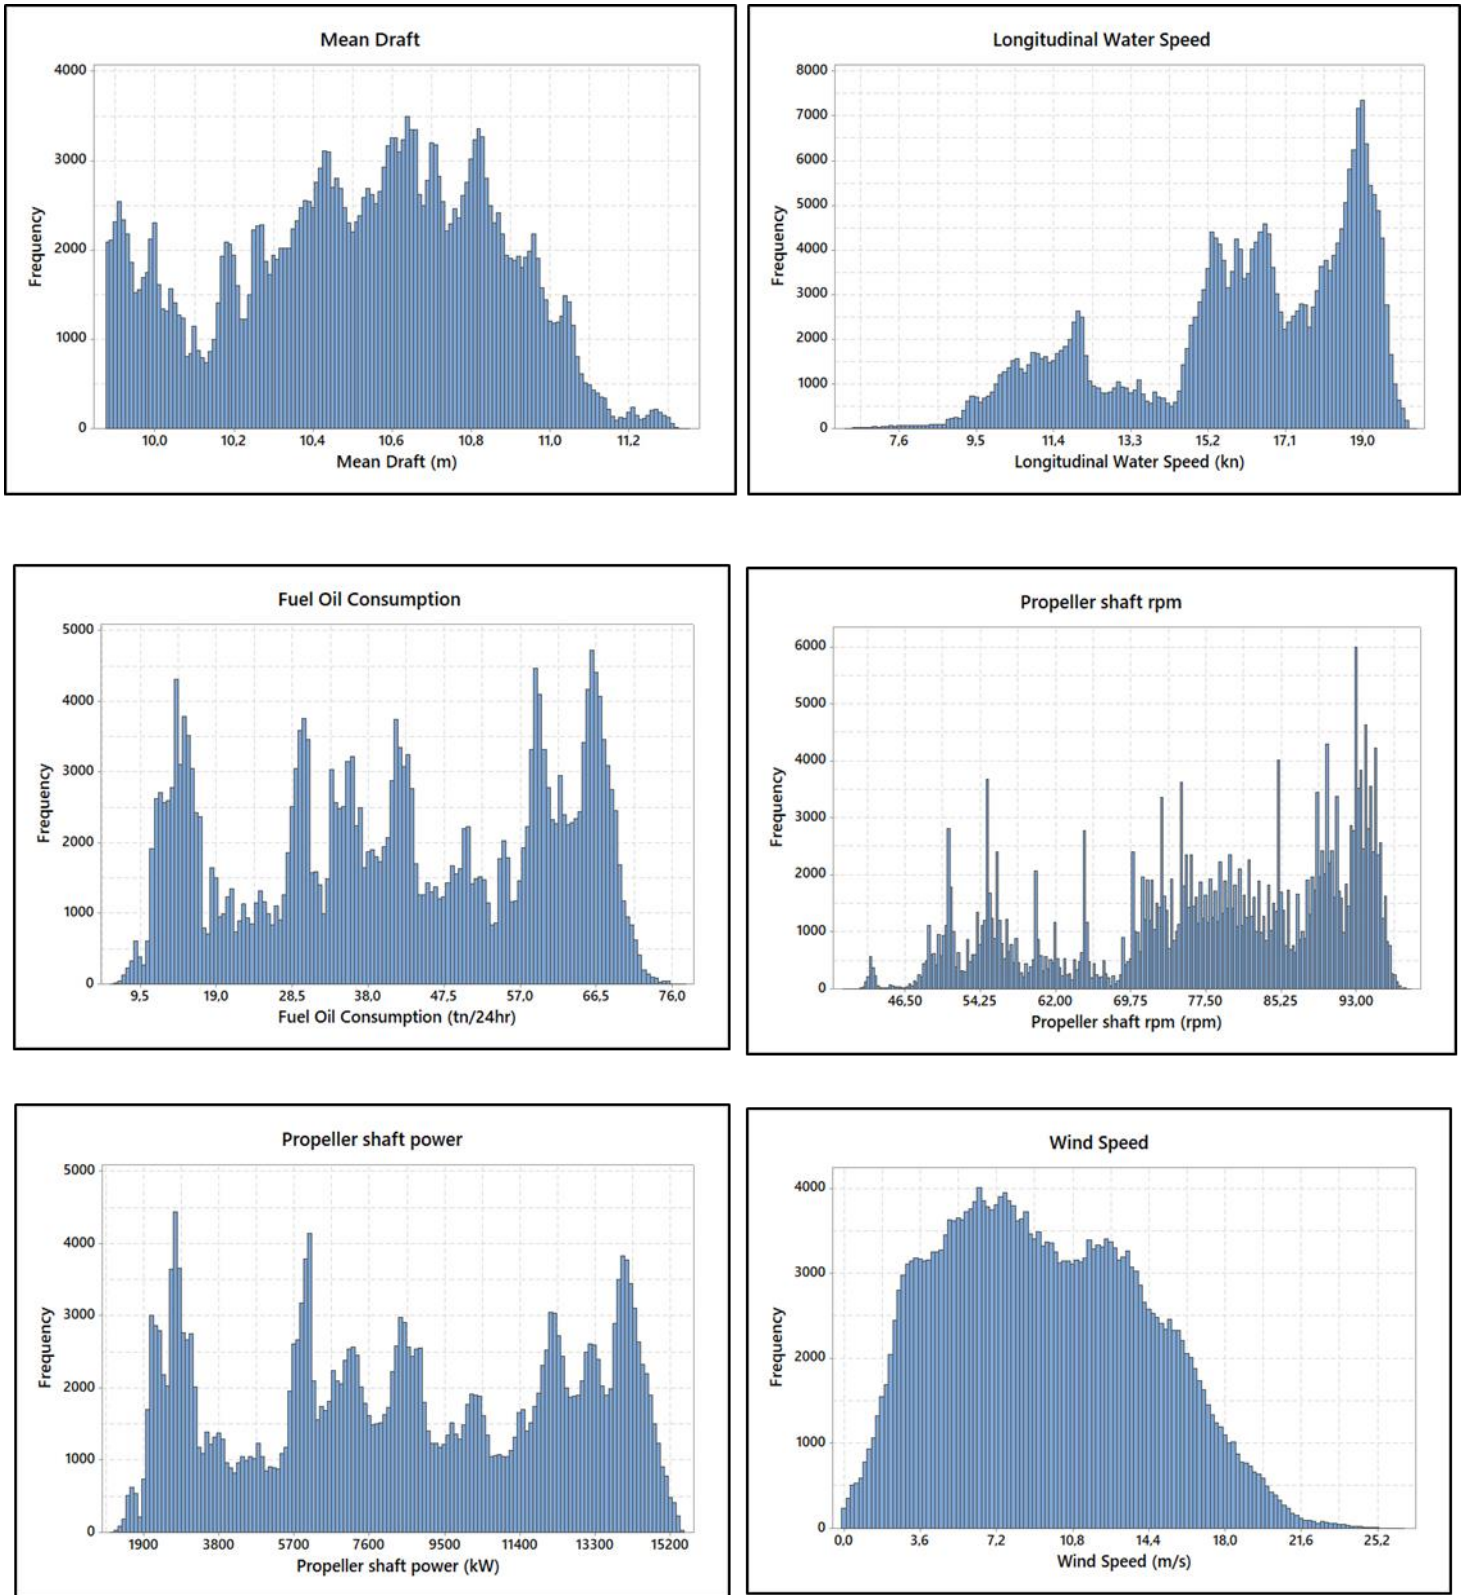 Mean Draft
4000
3000
2000
1000
0
Frequency
10,0 10,2 10,4 10,6 10,8 11,0 11,2
Mean Draft (m)
Longitudinal Water Speed
8000
7000
6000
5000
4000
3000
2000
1000
0
Frequency
7,6 9,5 11,4 13,3 15,2 17,1 19,0
Longitudinal Water Speed (kn)
Fuel Oil Consumption
5000
4000
3000
2000
1000
0
Frequency
9,5 19,0 28,5 38,0 47,5 57,0 66,5 76,0
Fuel Oil Consumption (tn/24hr)
Propeller shaft rpm
6000
5000
4000
3000
2000
1000
0
Frequency
46,50 54,25 62,00 69,75 77,50 85,25 93,00
Propeller shaft rpm (rpm)
Propeller shaft power
5000
4000
3000
2000
1000
0
Frequency
1900 3800 5700 7600 9500 11400 13300 15200
Propeller shaft power (kW)
Wind Speed
4000
3000
2000
1000
0
Frequency
0,0 3,6 7,2 10,8 14,4 18,0 21,6 25,2
Wind Speed (m/s)